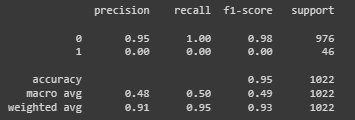 precision recall f1-score support
0 0.95 1.00 0.98 976
1 0.00 0.00 0.00 46
accuracy 0.95 1022
macro avg 0.48 0.50 0.49 1022
weighted avg 0.91 0.95 0.93 1022